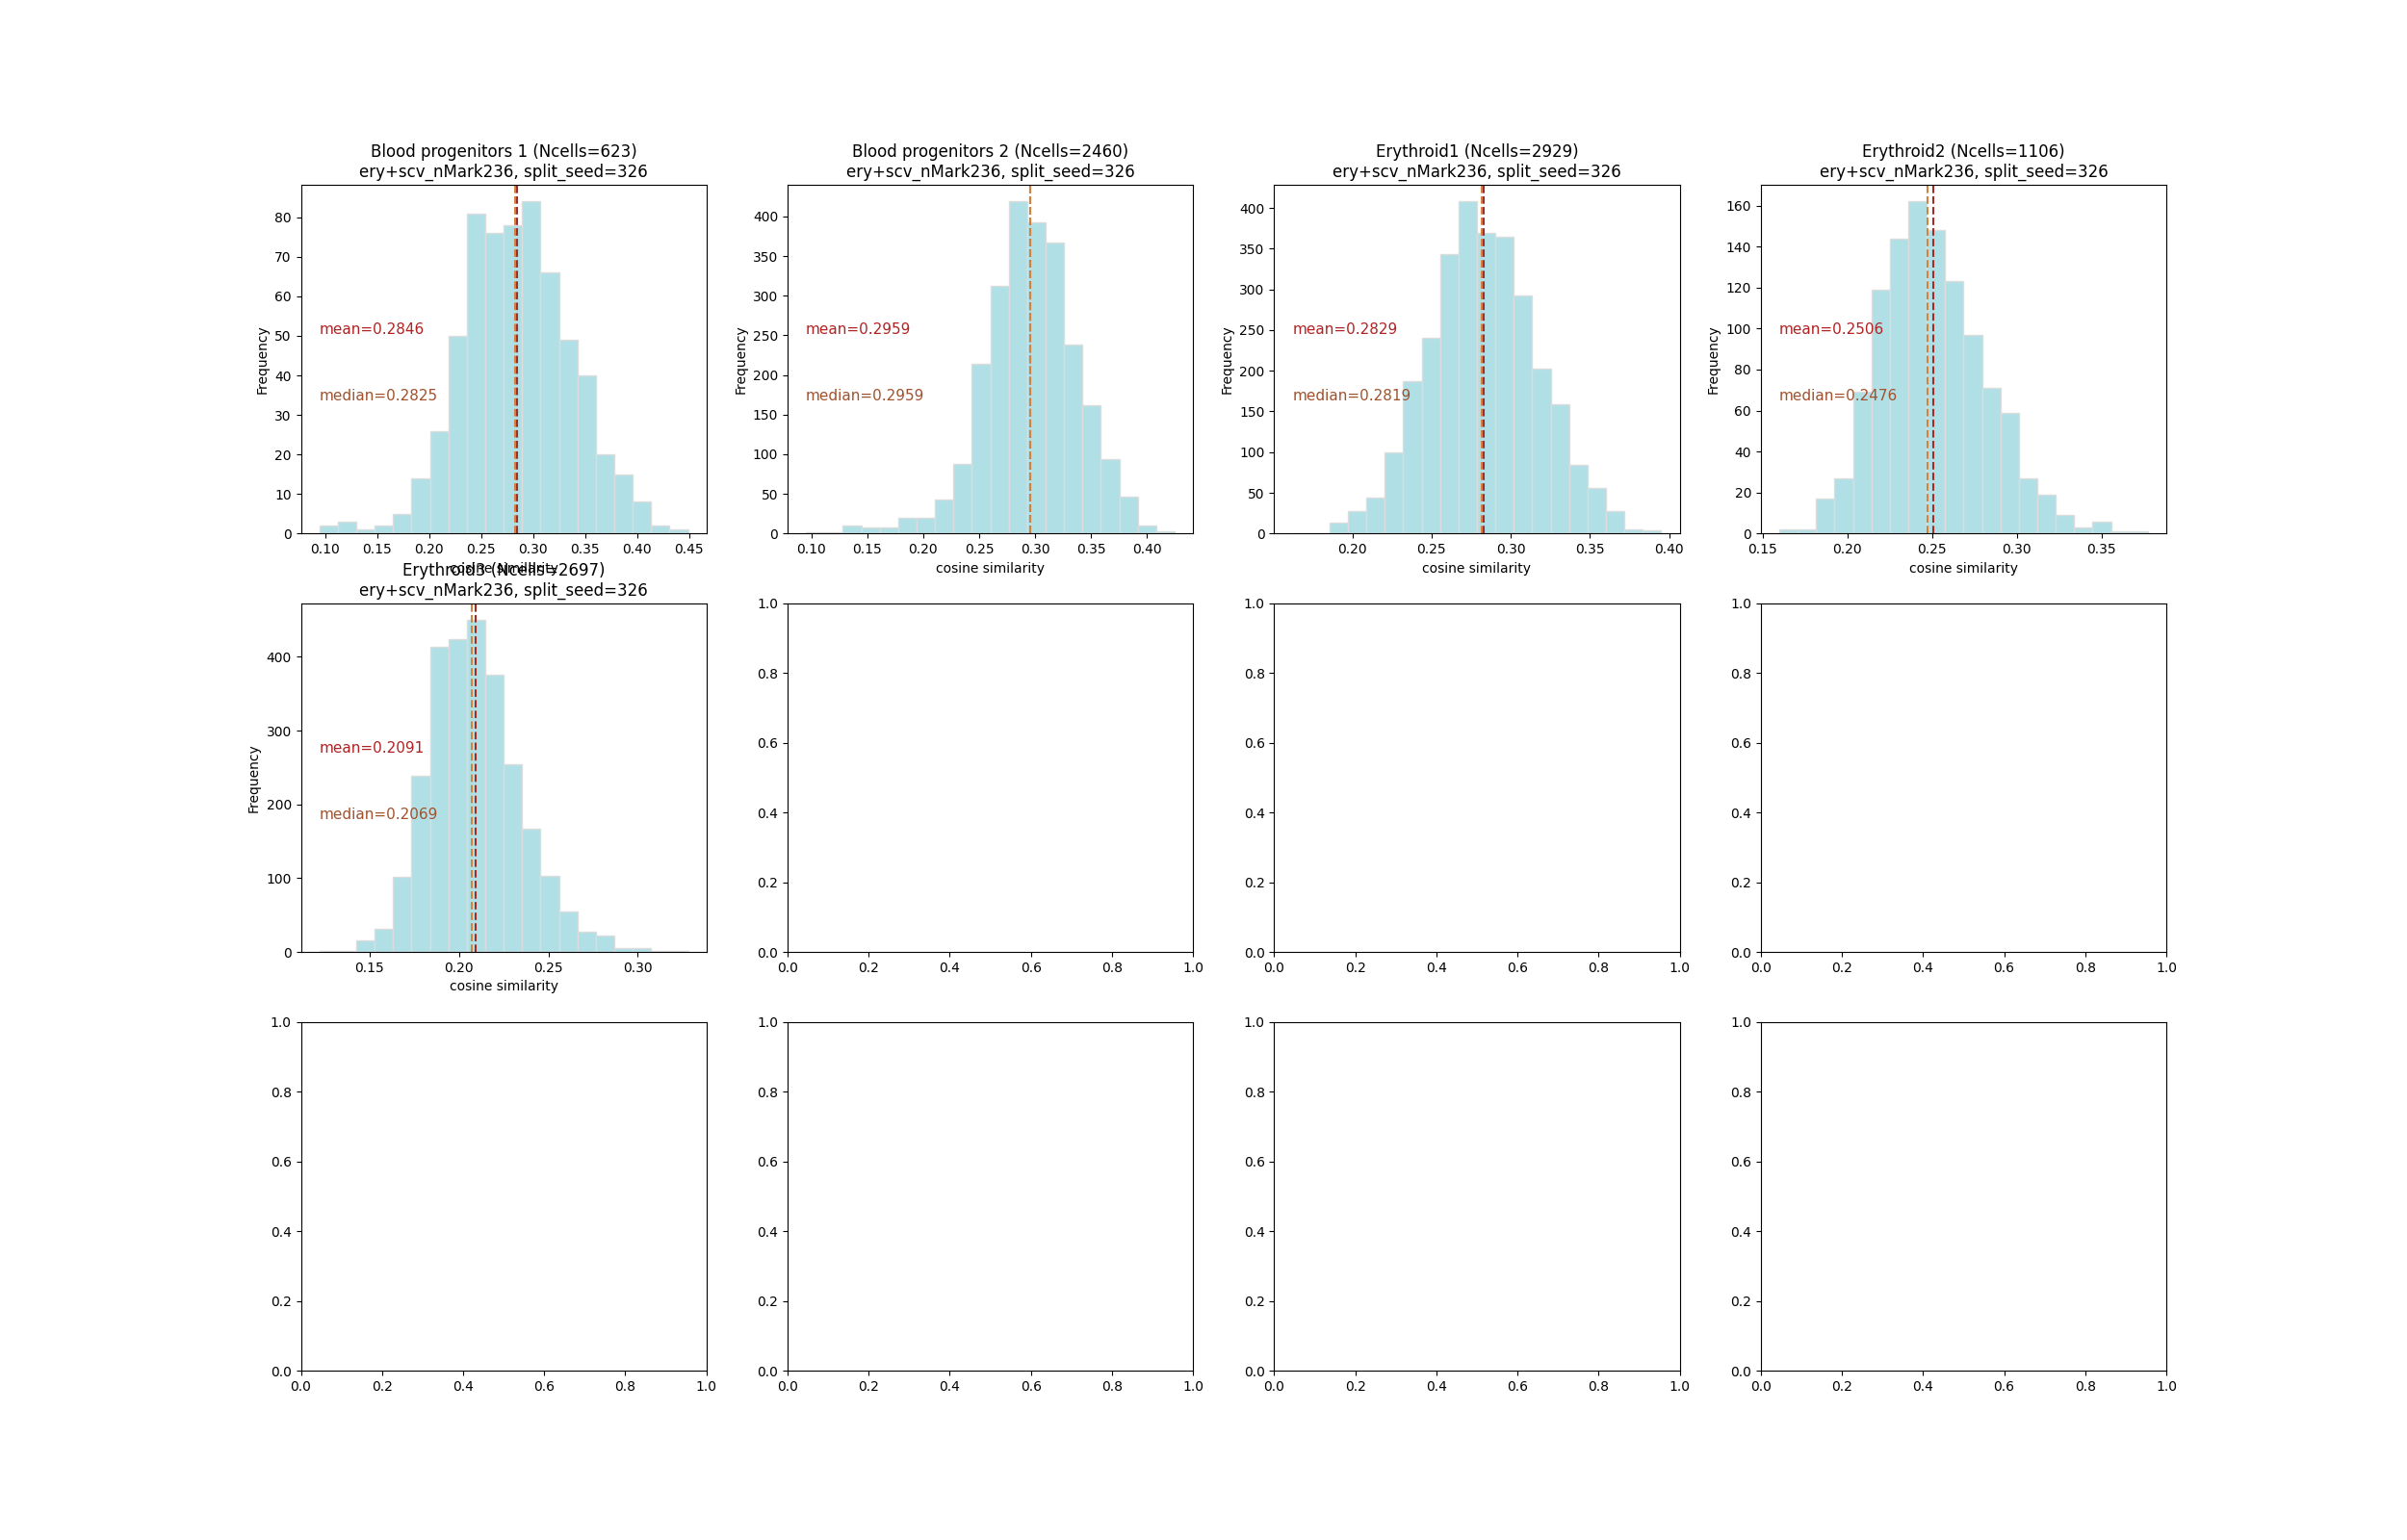 Blood progenitors 1 (Ncells=623)
ery+scv_nMark236, split_seed=326
Frequency
80
70
60
50
40
30
20
10
0
mean=0.2846
median=0.2825
0.10 0.15 0.20 0.25 0.30 0.35 0.40 0.45
cosine similarity
Blood progenitors 2 (Ncells=2460)
ery+scv_nMark236, split_seed=326
Frequency
400
350
300
250
200
150
100
50
0
mean=0.2959
median=0.2959
0.10 0.15 0.20 0.25 0.30 0.35 0.40
cosine similarity
Erythroid1 (Ncells=2929)
ery+scv_nMark236, split_seed=326
Frequency
400
350
300
250
200
150
100
50
0
mean=0.2829
median=0.2819
0.20 0.25 0.30 0.35 0.40
cosine similarity
Erythroid2 (Ncells=1106)
ery+scv_nMark236, split_seed=326
Frequency
160
140
120
100
80
60
40
20
0
mean=0.2506
median=0.2476
0.15 0.20 0.25 0.30 0.35
cosine similarity
Erythroid3 (Ncells=2697)
ery+scv_nMark236, split_seed=326
Frequency
400
300
200
100
0
mean=0.2091
median=0.2069
0.15 0.20 0.25 0.30
cosine similarity
1.0
0.8
0.6
0.4
0.2
0.0
0.0 0.2 0.4 0.6 0.8 1.0
1.0
0.8
0.6
0.4
0.2
0.0
0.0 0.2 0.4 0.6 0.8 1.0
1.0
0.8
0.6
0.4
0.2
0.0
0.0 0.2 0.4 0.6 0.8 1.0
1.0
0.8
0.6
0.4
0.2
0.0
0.0 0.2 0.4 0.6 0.8 1.0
1.0
0.8
0.6
0.4
0.2
0.0
0.0 0.2 0.4 0.6 0.8 1.0
1.0
0.8
0.6
0.4
0.2
0.0
0.0 0.2 0.4 0.6 0.8 1.0
1.0
0.8
0.6
0.4
0.2
0.0
0.0 0.2 0.4 0.6 0.8 1.0